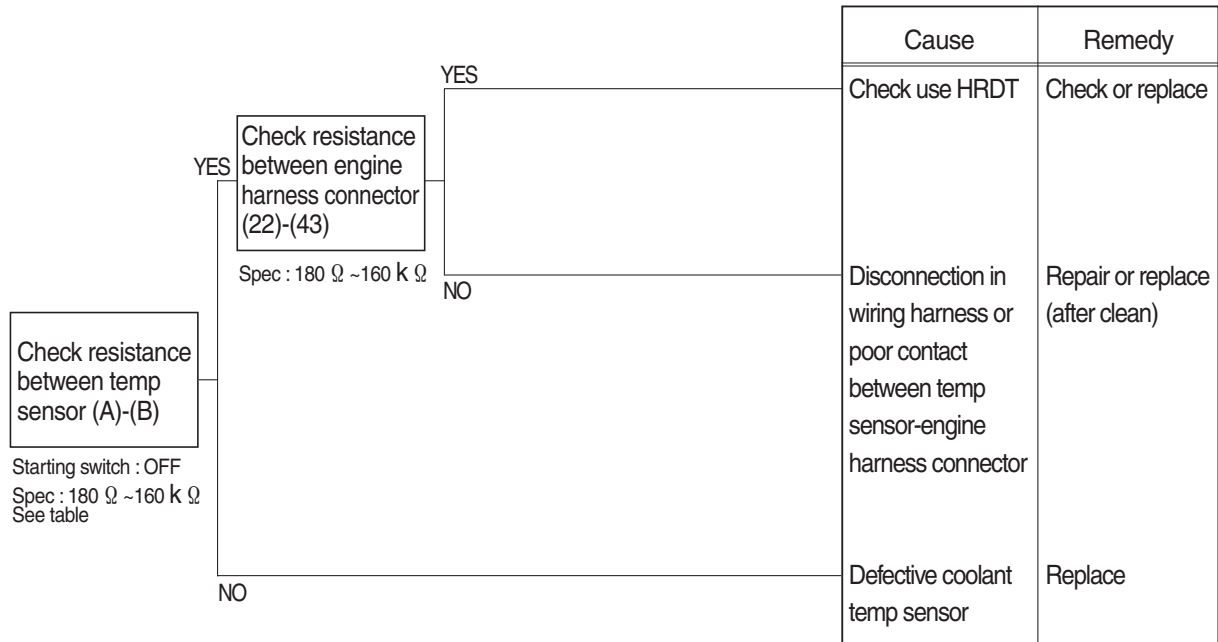 Cause Remedy
YES
Check use HRDT Check or replace
YES
Check resistance
between engine
harness connector
(22)-(43)
Spec : 180 Ω ~160 k Ω
NO
Disconnection in
wiring harness or
poor contact
between temp
sensor-engine
harness connector
Repair or replace
(after clean)
Check resistance
between temp
sensor (A)-(B)
Starting switch : OFF
Spec : 180 Ω ~160 k Ω
See table
NO
Defective coolant
temp sensor
Replace